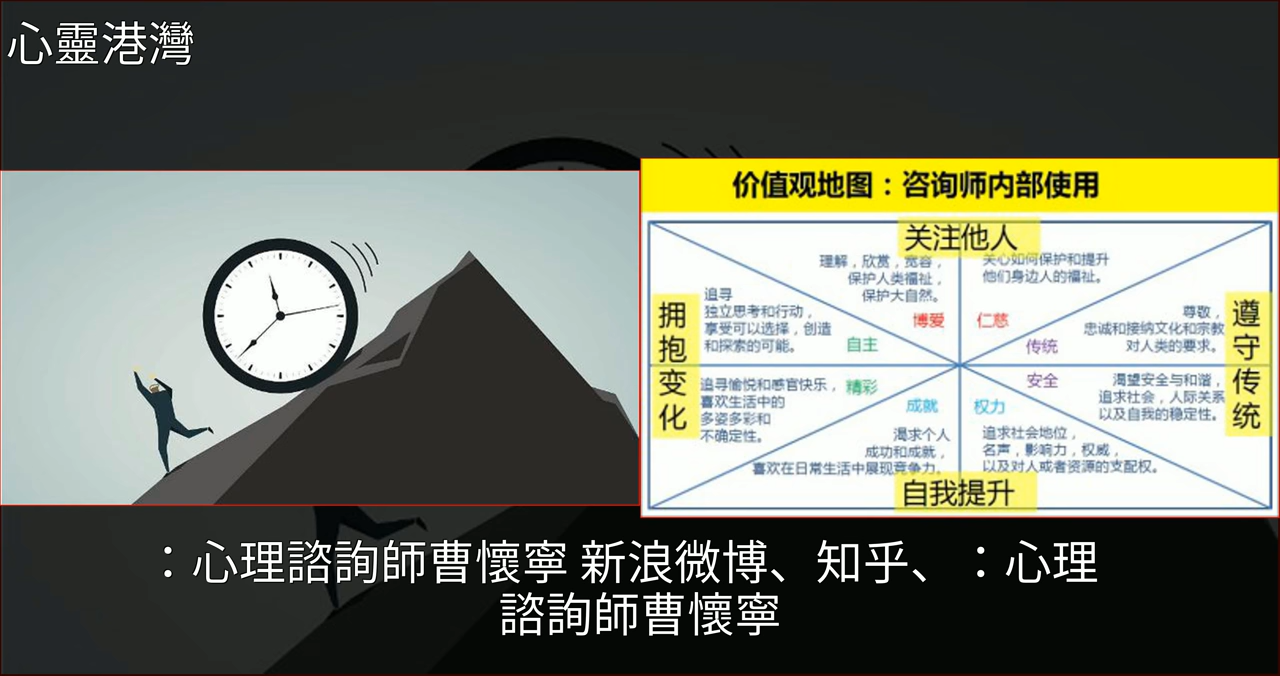 心靈港灣
价值观地图：咨询师内部使用
关注他人
理解，欣赏，宽容，
保护人类福祉，
保护大自然。
博爱
关心如何保护和提升
他们身边人的福祉。
仁慈
拥抱变化
追寻
独立思考和行动，
享受可以选择，创造
和探索的可能。
自主
尊敬，
忠诚和接纳文化和宗教
对人类的要求。
传统
遵守传统
追寻愉悦和感官快乐，
喜欢生活中的
多姿多彩和
不确定性。
精彩
安全
渴望安全与和谐，
追求社会，人际关系
以及自我的稳定性。
成就
渴求个人
成功和成就，
喜欢在日常生活中展现竞争力。
权力
追求社会地位，
名声，影响力，权威，
以及对人或者资源的支配权。
自我提升
：心理諮詢師曹懷寧 新浪微博、知乎、：心理
諮詢師曹懷寧